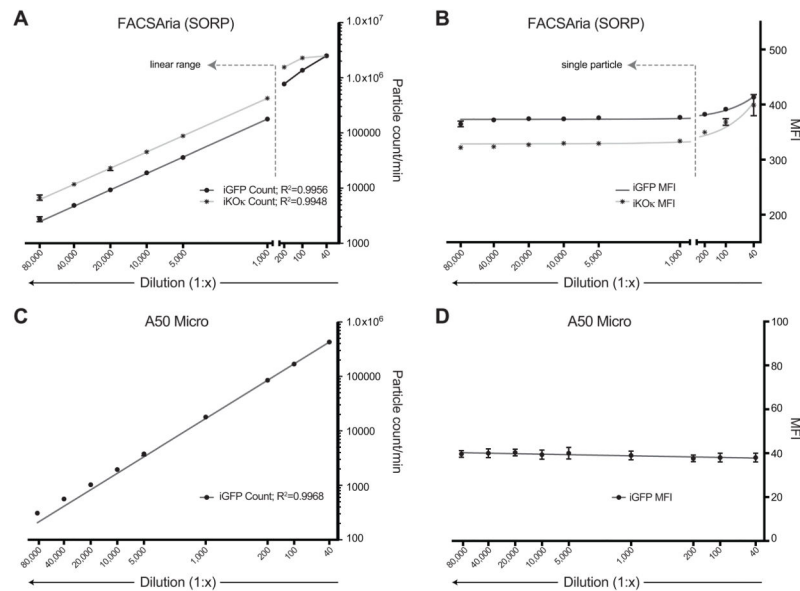 A
FACSAria (SORP)
1.0x10⁷
1.0x10⁶
100000
10000
1000
Particle count/min
linear range
iGFP Count; R²=0.9956
iKOκ Count; R²=0.9948
80,000
40,000
20,000
10,000
5,000
1,000
200
100
40
Dilution (1:x)
B
FACSAria (SORP)
500
400
300
200
MFI
single particle
iGFP MFI
iKOκ MFI
80,000
40,000
20,000
10,000
5,000
1,000
200
100
40
Dilution (1:x)
C
A50 Micro
1.0x10⁶
100000
10000
1000
100
Particle count/min
iGFP Count; R²=0.9968
80,000
40,000
20,000
10,000
5,000
1,000
200
100
40
Dilution (1:x)
D
A50 Micro
100
80
60
40
20
0
MFI
iGFP MFI
80,000
40,000
20,000
10,000
5,000
1,000
200
100
40
Dilution (1:x)